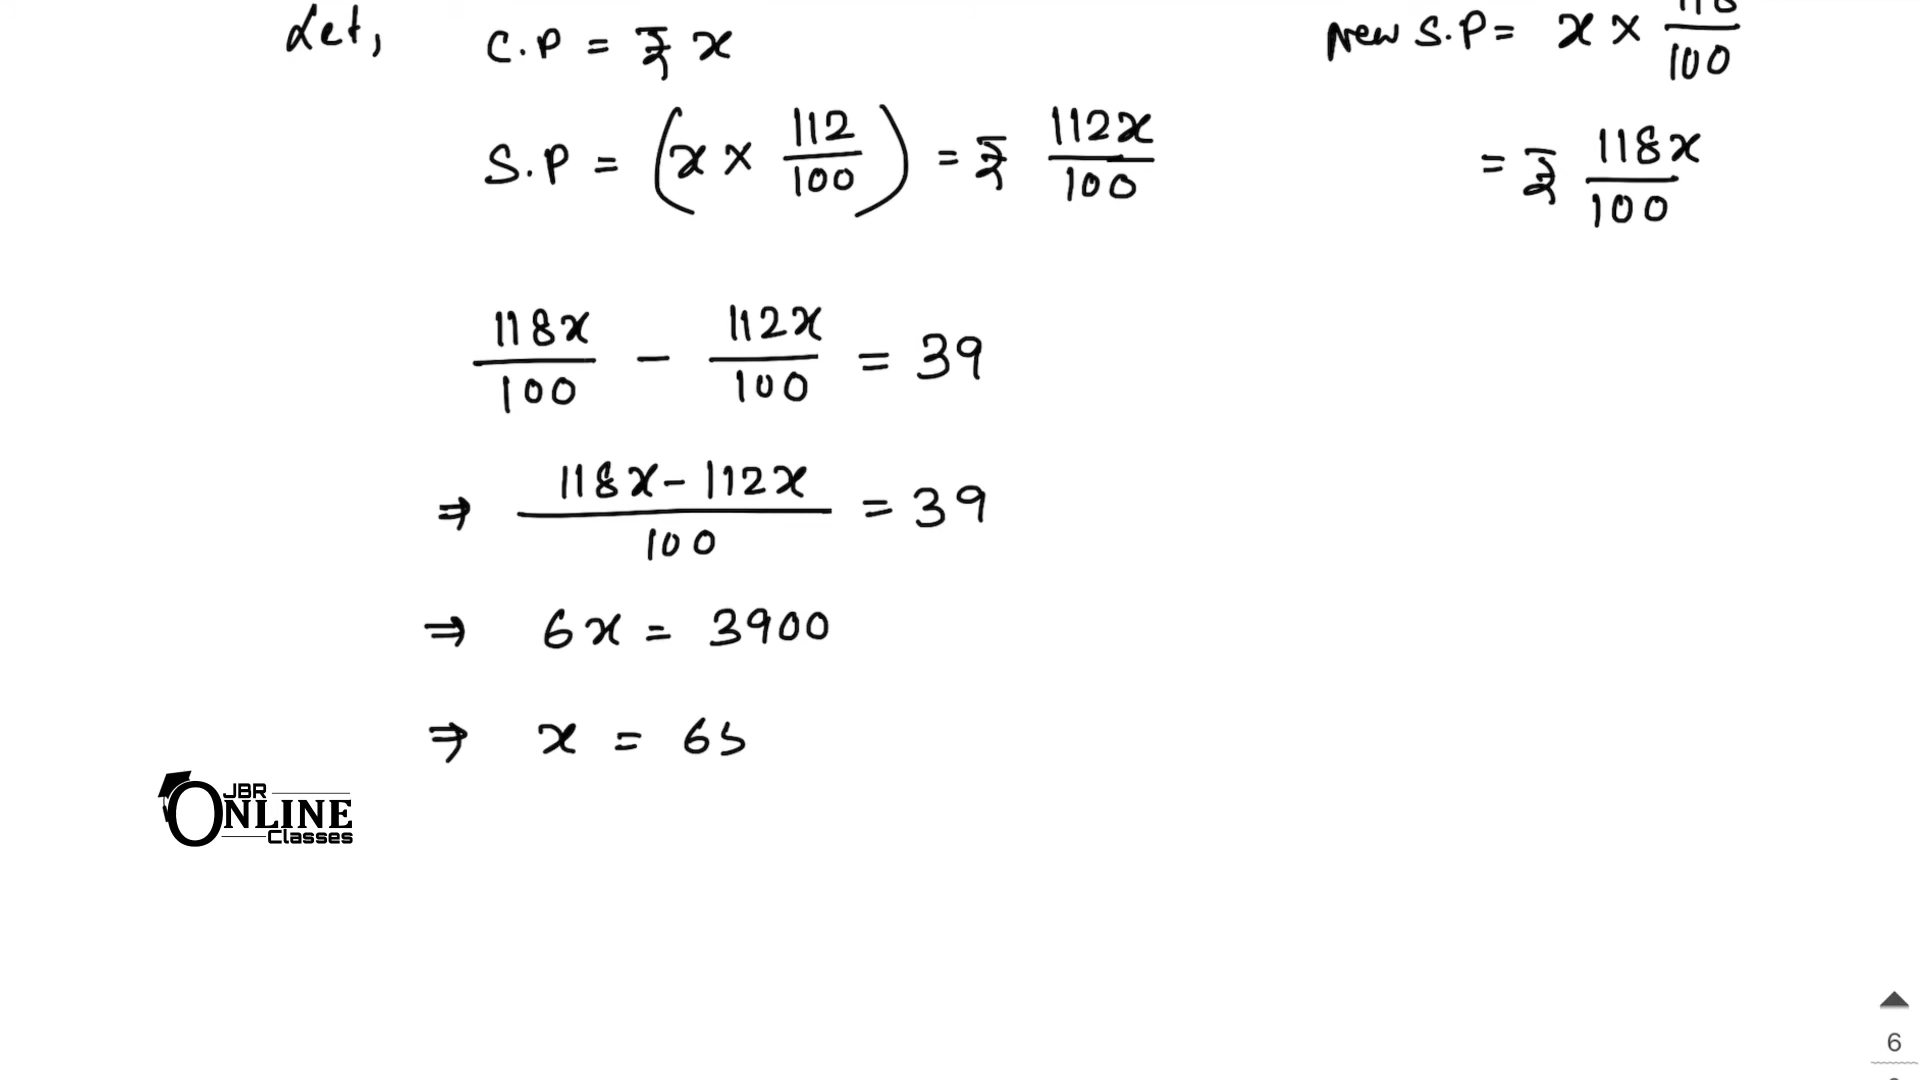 Let, C.P = ₹ x
S.P = (x × 112/100) = ₹ 112x/100
New S.P = x × 118/100
= ₹ 118x/100
118x/100 - 112x/100 = 39
⇒ 118x - 112x/100 = 39
⇒ 6x = 3900
⇒ x = 65
JBR
ONLINE
Classes
6